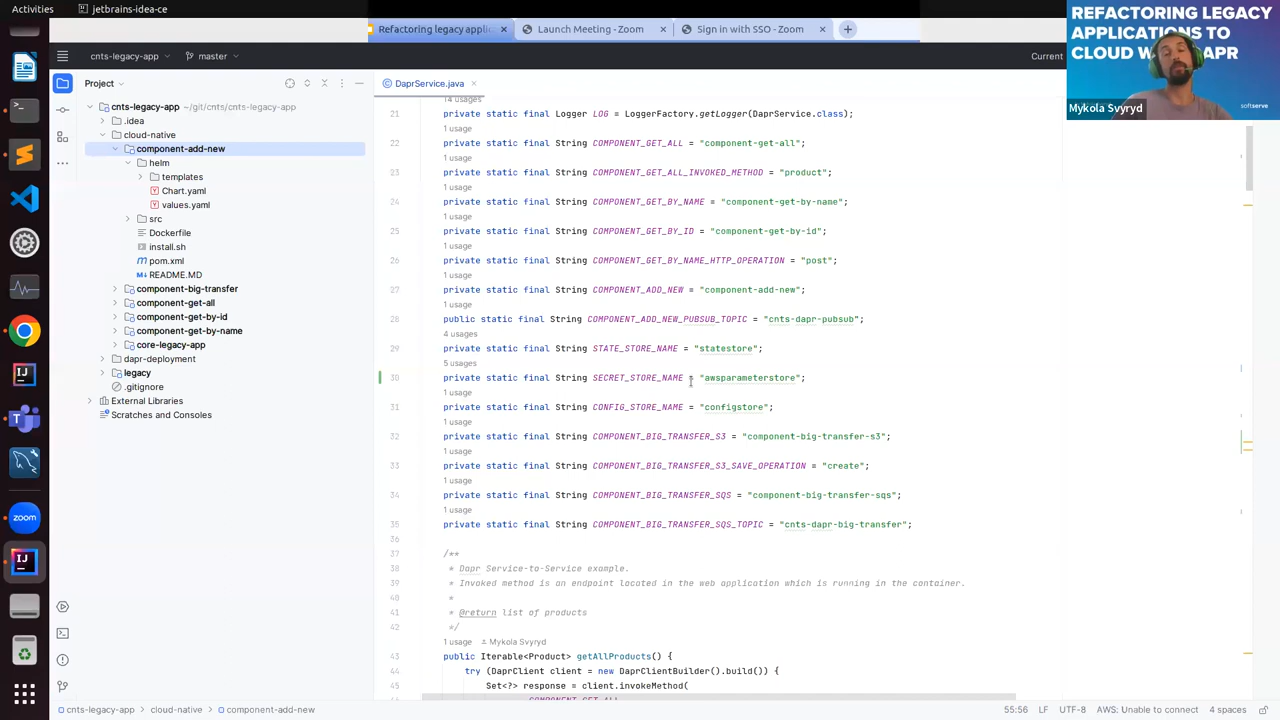 Activities
jetbrains-idea
Refactoring legacy appli
Launch Meeting - Zoom
Sign in with SSO - Zoom
REFACTORING LEGACY
APPLICATIONS TO
CLOUD W
APR
Mykola Svyryd
softserve
cnts-legacy-app
master
Current
Project
cnts-legacy-app ~/git/cnts/cnts-legacy-app
.idea
cloud-native
component-add-new
helm
templates
Chart.yaml
values.yaml
src
Dockerfile
install.sh
pom.xml
README.MD
component-big-transfer
component-get-all
component-get-by-id
component-get-by-name
core-legacy-app
dapr-deployment
legacy
.gitignore
External Libraries
Scratches and Consoles
DaprService.java
14 usages
21 private static final Logger LOG = LoggerFactory.getLogger(DaprService.class);
1 usage
22 private static final String COMPONENT_GET_ALL = "component-get-all";
1 usage
23 private static final String COMPONENT_GET_ALL_INVOKED_METHOD = "product";
1 usage
24 private static final String COMPONENT_GET_BY_NAME = "component-get-by-name";
1 usage
25 private static final String COMPONENT_GET_BY_ID = "component-get-by-id";
1 usage
26 private static final String COMPONENT_GET_BY_NAME_HTTP_OPERATION = "post";
1 usage
27 private static final String COMPONENT_ADD_NEW = "component-add-new";
1 usage
28 public static final String COMPONENT_ADD_NEW_PUBSUB_TOPIC = "cnts-dapr-pubsub";
4 usages
29 private static final String STATE_STORE_NAME = "statestore";
5 usages
30 private static final String SECRET_STORE_NAME = "awsparameterstore";
1 usage
31 private static final String CONFIG_STORE_NAME = "configstore";
1 usage
32 private static final String COMPONENT_BIG_TRANSFER_S3 = "component-big-transfer-s3";
1 usage
33 private static final String COMPONENT_BIG_TRANSFER_S3_SAVE_OPERATION = "create";
1 usage
34 private static final String COMPONENT_BIG_TRANSFER_SQS = "component-big-transfer-sqs";
1 usage
35 private static final String COMPONENT_BIG_TRANSFER_SQS_TOPIC = "cnts-dapr-big-transfer";
36
37 /**
38 * Dapr Service-to-Service example.
39 * Invoked method is an endpoint located in the web application which is running in the container.
40 *
41 * @return list of products
42 */
1 usage Mykola Svyryd
43 public Iterable<Product> getAllProducts() {
44 try (DaprClient client = new DaprClientBuilder().build()) {
45 Set<?> response = client.invokeMethod(
cnts-legacy-app > cloud-native > component-add-new
55:56 LF UTF-8 AWS: Unable to connect 4 spaces